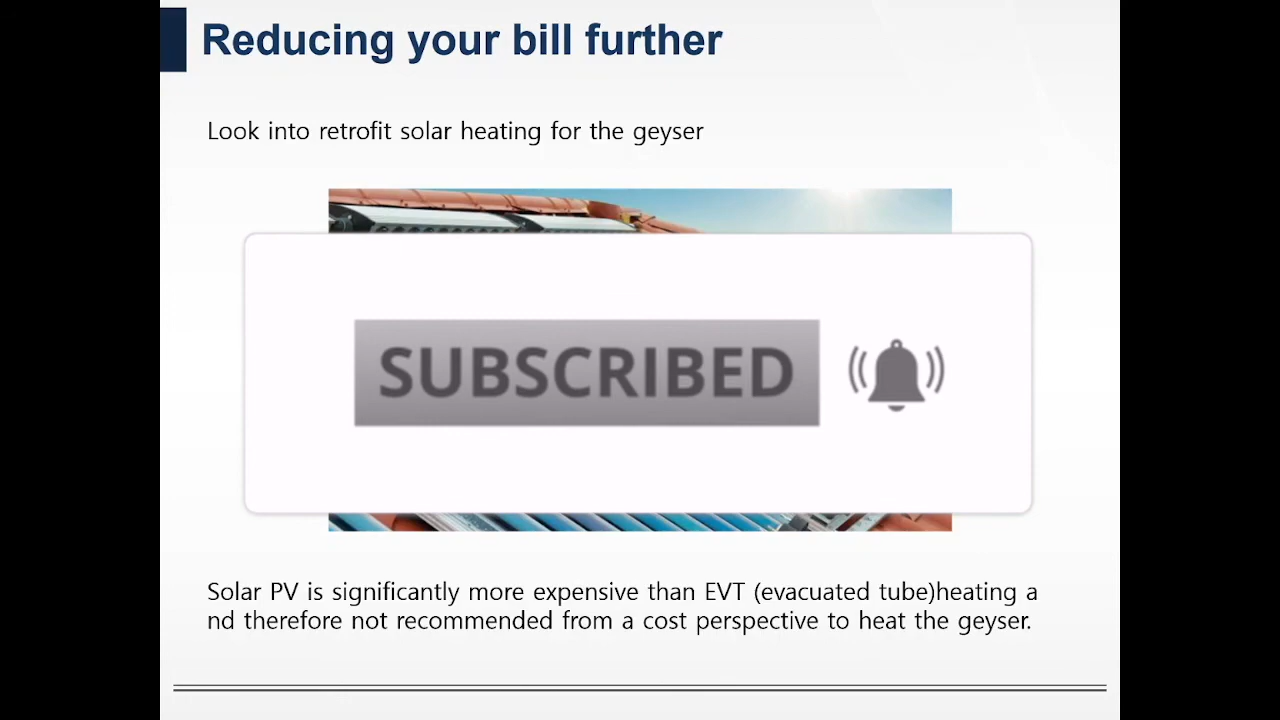 Reducing your bill further
Look into retrofit solar heating for the geyser
SUBSCRIBED
Solar PV is significantly more expensive than EVT (evacuated tube)heating a
nd therefore not recommended from a cost perspective to heat the geyser.